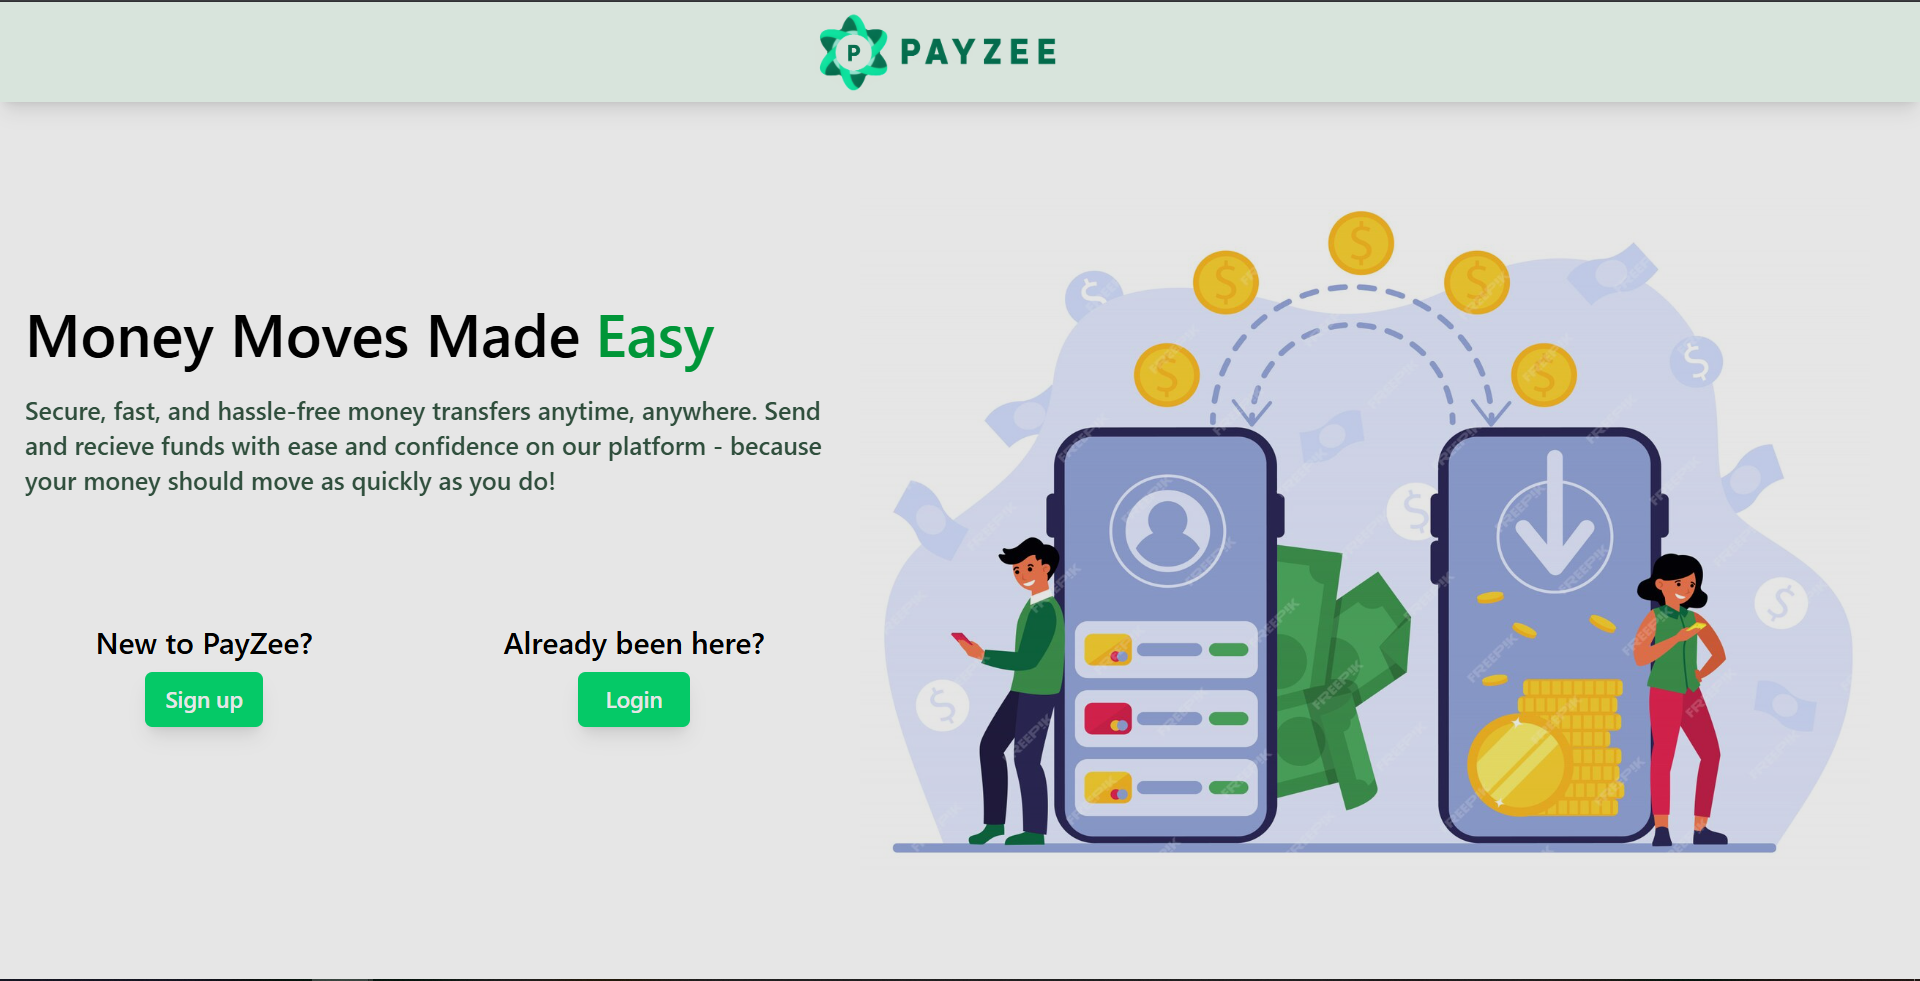 P PAYZEE
Money Moves Made Easy
Secure, fast, and hassle-free money transfers anytime, anywhere. Send
and recieve funds with ease and confidence on our platform - because
your money should move as quickly as you do!
New to PayZee?
Already been here?
Sign up
Login
FREEPIK